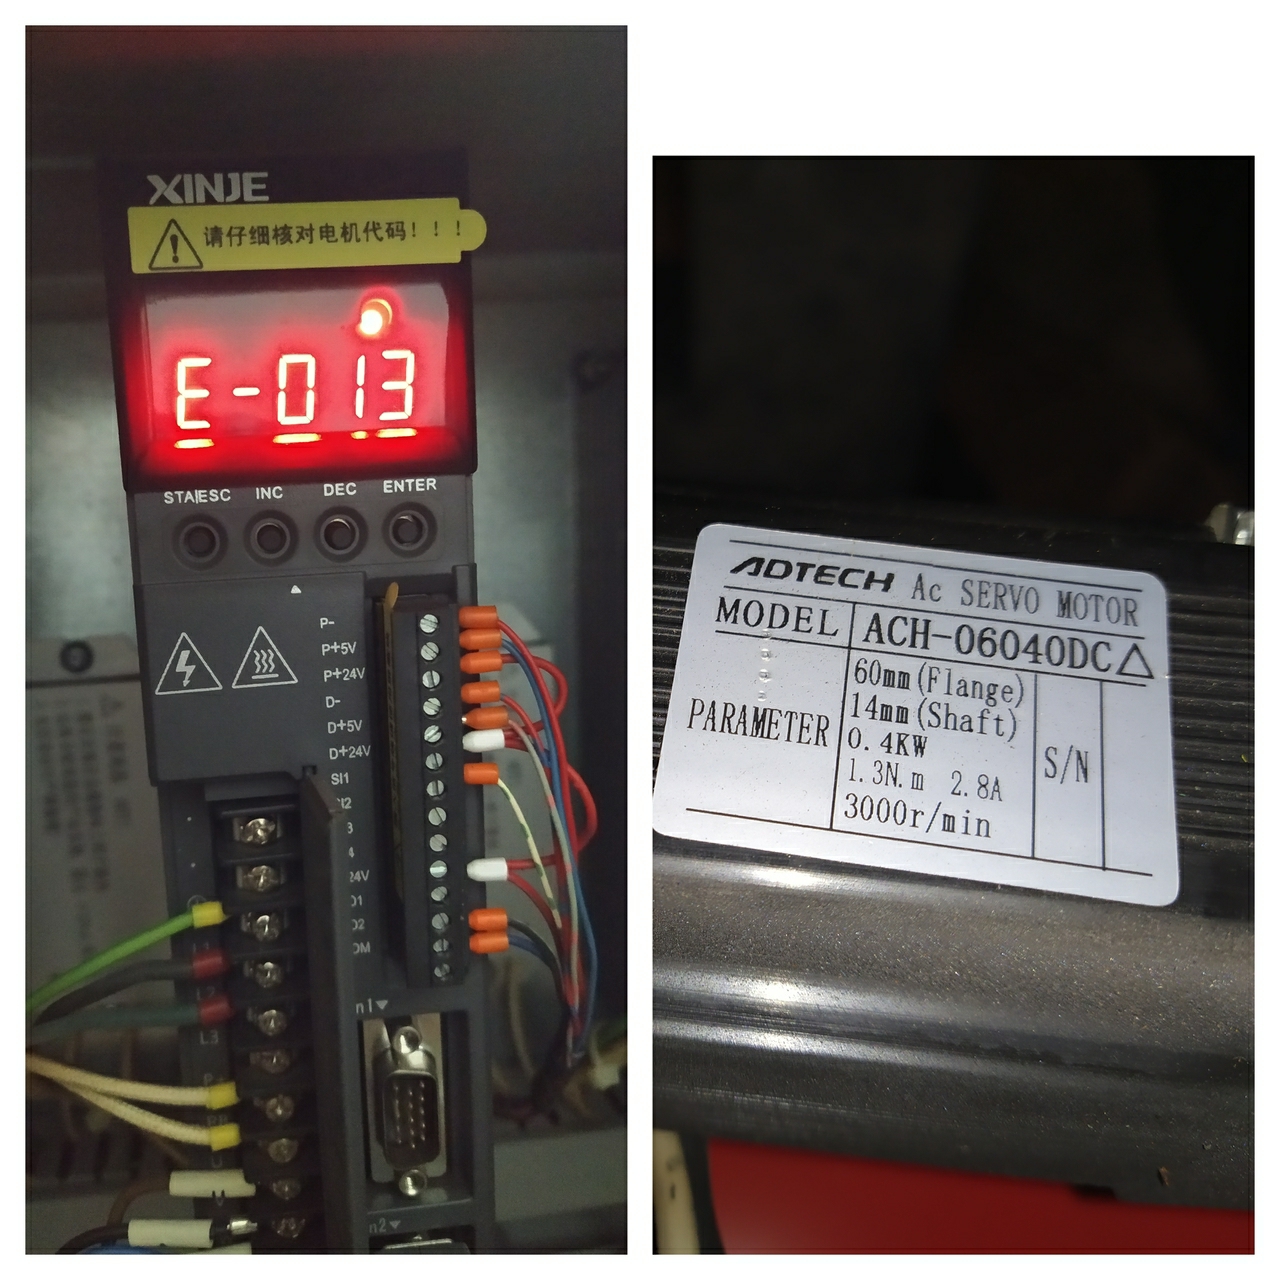 XINJE
请仔细核对电机代码！！！
E-013
STA/ESC INC DEC ENTER
P-
P+5V
P+24V
D-
D+5V
D+24V
SI1
L3
ADTECH Ac SERVO MOTOR
MODEL ACH-06040DC△
PARAMETER
60mm(Flange)
14mm(Shaft)
0.4KW
1.3N.m 2.8A
3000r/min
S/N